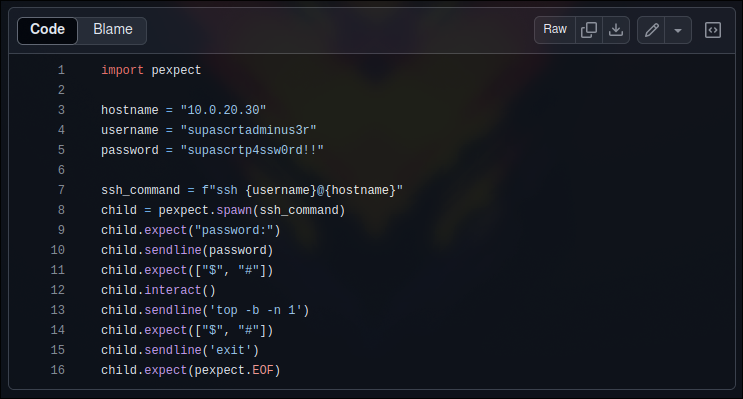 Code Blame Raw
1 import pexpect
2
3 hostname = "10.0.20.30"
4 username = "supascrtadminus3r"
5 password = "supascrtp4ssw0rd!!"
6
7 ssh_command = f"ssh {username}@{hostname}"
8 child = pexpect.spawn(ssh_command)
9 child.expect("password:")
10 child.sendline(password)
11 child.expect(["$", "#"])
12 child.interact()
13 child.sendline('top -b -n 1')
14 child.expect(["$", "#"])
15 child.sendline('exit')
16 child.expect(pexpect.EOF)